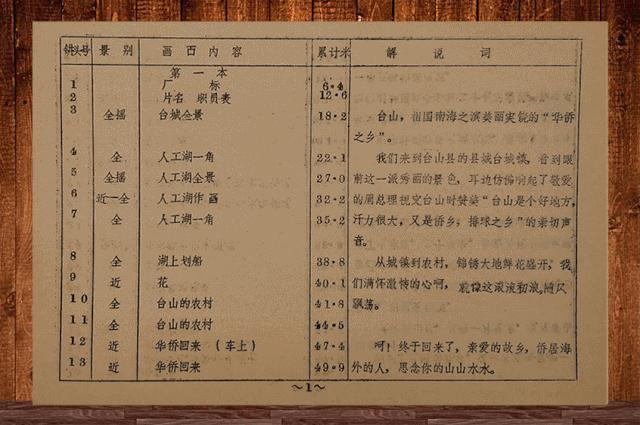 镜头号 景别 画面内容 累计米 解说词
第一本
1 厂标 6·4
2 片名 职员表 12·6
3 全摇 台城全景 18·2 台山,祖国南海之滨美丽实饶的“华侨
之乡”。
4 全 人工湖一角 22·1 我们来到台山县的县城台城镇,看到眼
5 全摇 人工湖全景 27·0 前这一派秀丽的景色,耳边仿佛响起了敬爱
6 近—全 人工湖作画 32·2 的周总理视察台山时赞美“台山是个好地方,
7 全 人工湖一角 35·2 汗力很大,又是侨乡,排球之乡”的亲切声
音。
8 全 湖上划船 38·8 从城镇到农村,锦锈大地鲜花盛开,我
9 近 花 40·1 们满怀激情的心啊,就像这滚滚初浪,随风
10 全 台山的农村 41·8 飘荡。
11 全 台山的农村 44·5
12 近 华侨回来 (车上) 47·4 啊!终于回来了,亲爱的故乡,侨居海
13 近 华侨回来 49·9 外的人,思念你的山山水水。
~1~